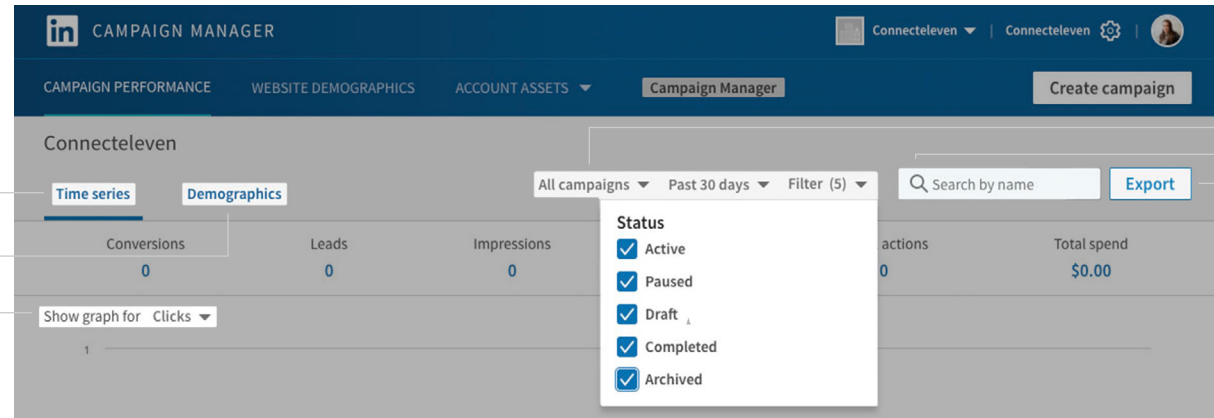 in CAMPAIGN MANAGER Connecteleven | Connecteleven |
CAMPAIGN PERFORMANCE WEBSITE DEMOGRAPHICS ACCOUNT ASSETS Campaign Manager Create campaign
Connecteleven
Time series Demographics All campaigns Past 30 days Filter (5) Search by name Export
Status
Conversions Leads Impressions Active actions Total spend
0 0 0 Paused 0 $0.00
Show graph for Clicks Draft
1 Completed
Archived